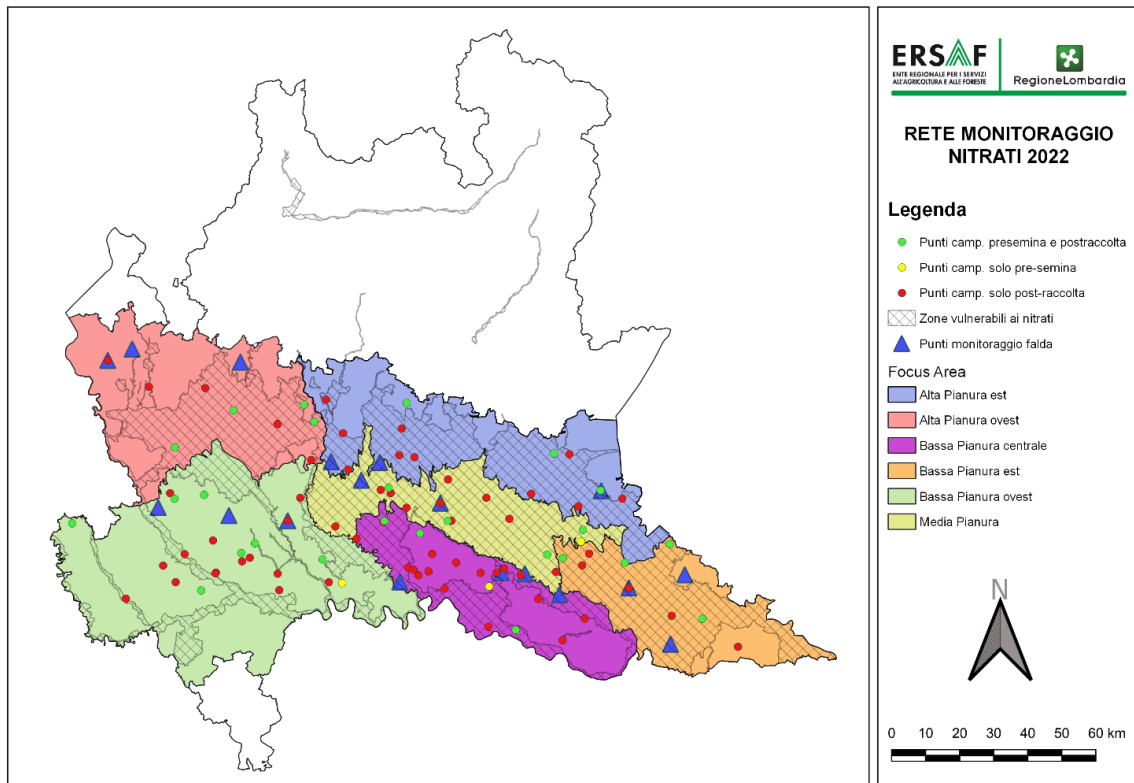 ERSAF
ENTE REGIONALE PER I SERVIZI
ALL'AGRICOLTURA E ALLE FORESTE
RegioneLombardia
RETE MONITORAGGIO
NITRATI 2022
Legenda
Punti camp. presemina e postraccolta
Punti camp. solo pre-semina
Punti camp. solo post-raccolta
Zone vulnerabili ai nitrati
Punti monitoraggio falda
Focus Area
Alta Pianura est
Alta Pianura ovest
Bassa Pianura centrale
Bassa Pianura est
Bassa Pianura ovest
Media Pianura
N
0 10 20 30 40 50 60 km